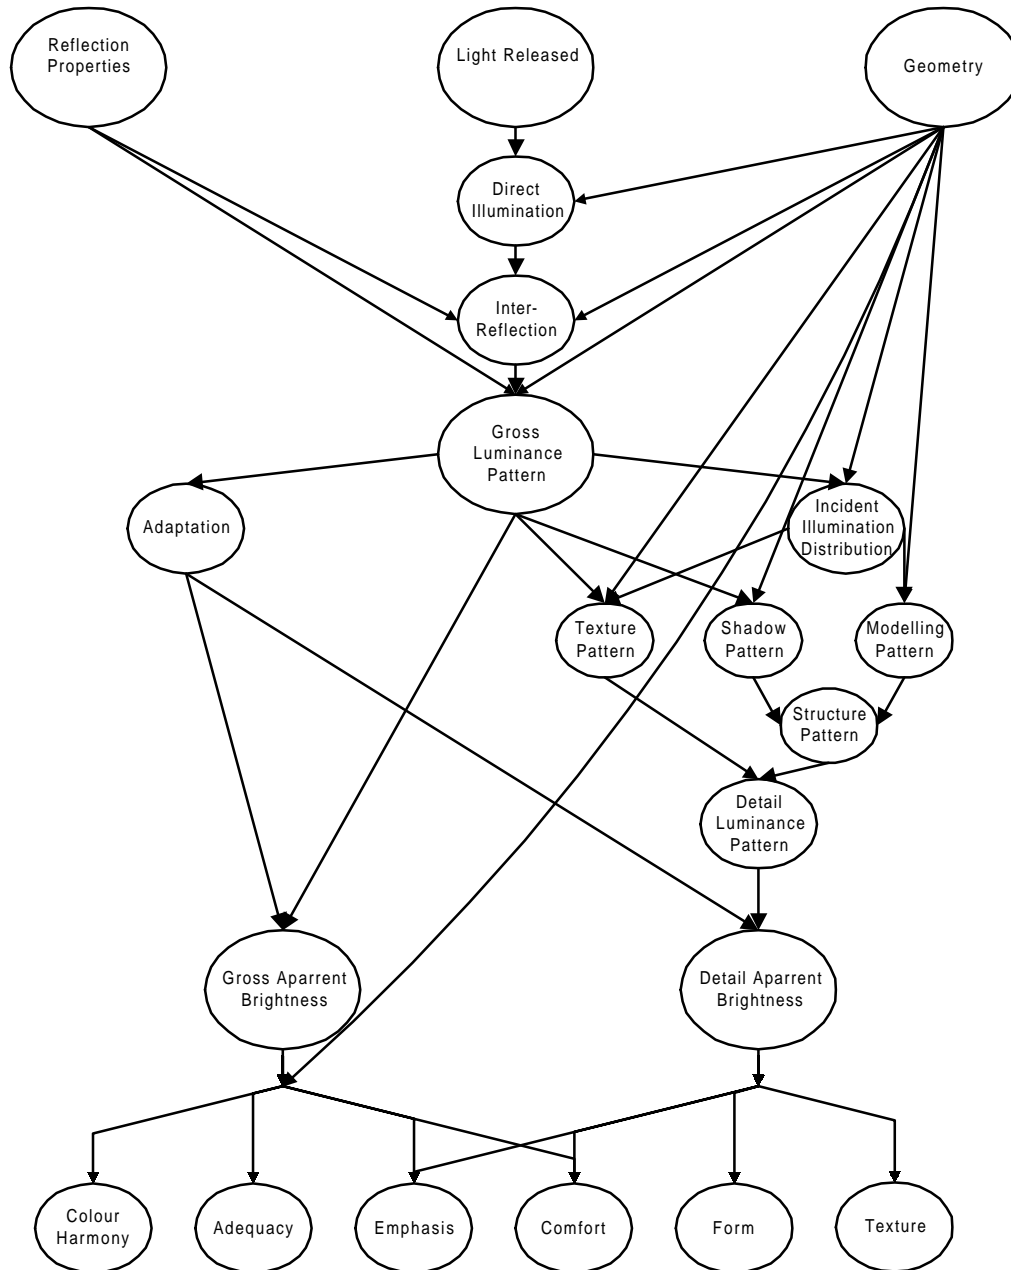 Reflection
Properties
Light Released
Geometry
Direct
Illumination
Inter-
Reflection
Gross
Luminance
Pattern
Adaptation
Incident
Illumination
Distribution
Texture
Pattern
Shadow
Pattern
Modelling
Pattern
Structure
Pattern
Detail
Luminance
Pattern
Gross Aparrent
Brightness
Detail Aparrent
Brightness
Colour
Harmony
Adequacy
Emphasis
Comfort
Form
Texture